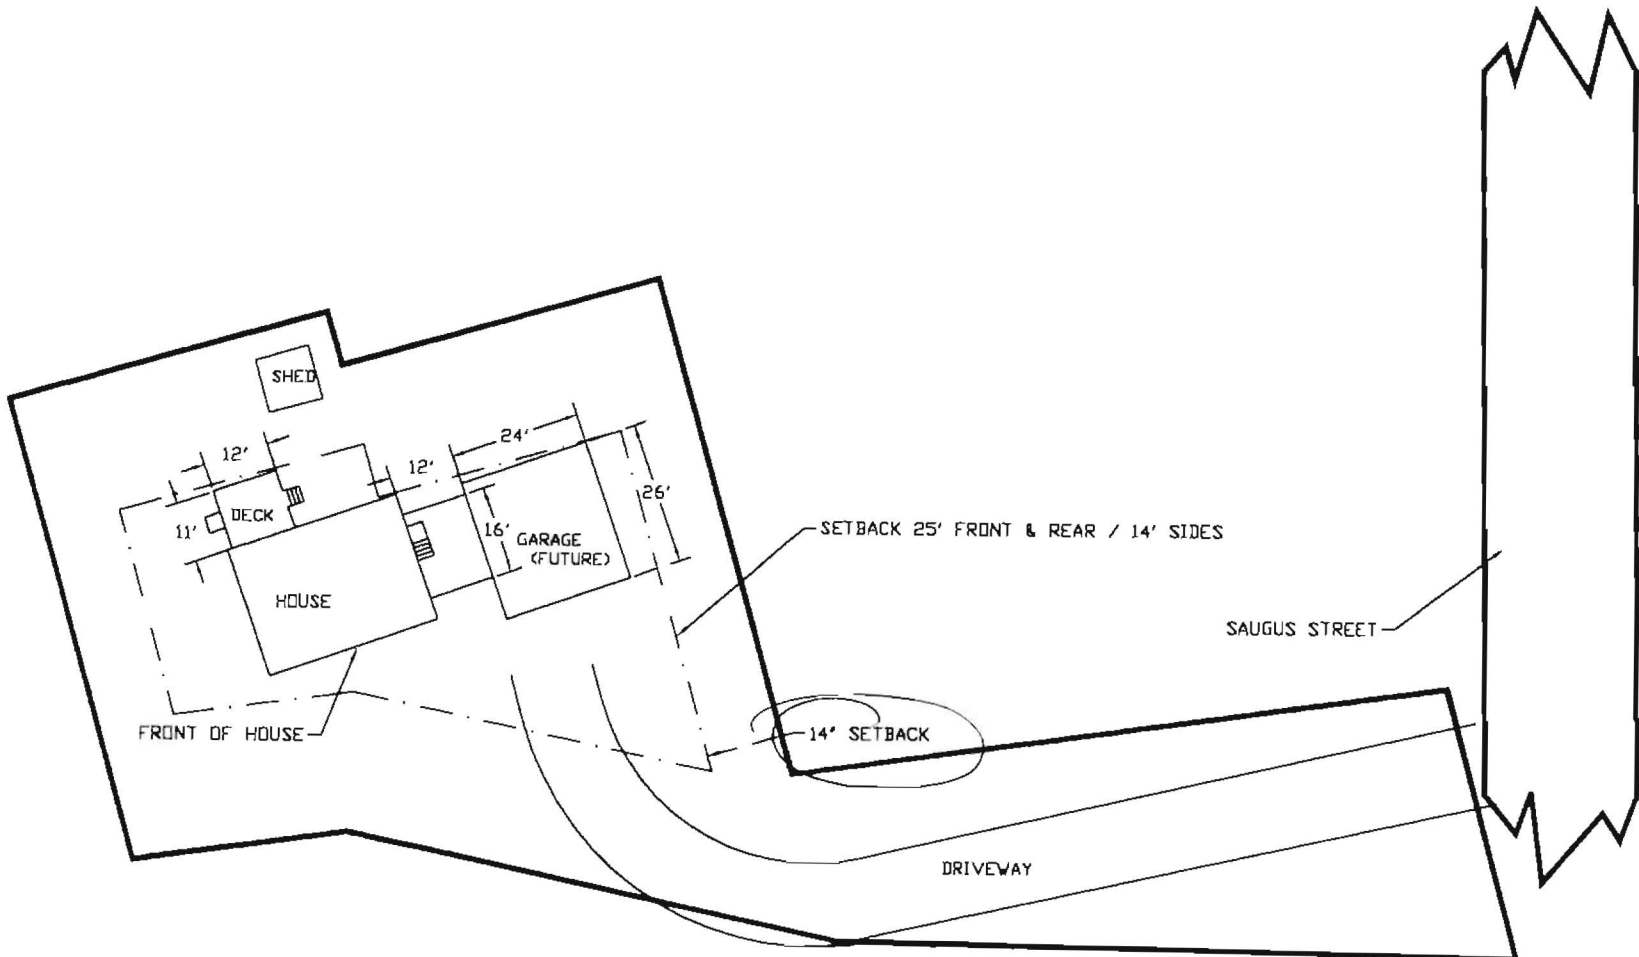 SHED
24'
12'
12'
26'
DECK
11'
16'
GARAGE
(FUTURE)
SETBACK 25' FRONT & REAR / 14' SIDES
HOUSE
SAUGUS STREET
FRONT OF HOUSE
14' SETBACK
DRIVEWAY